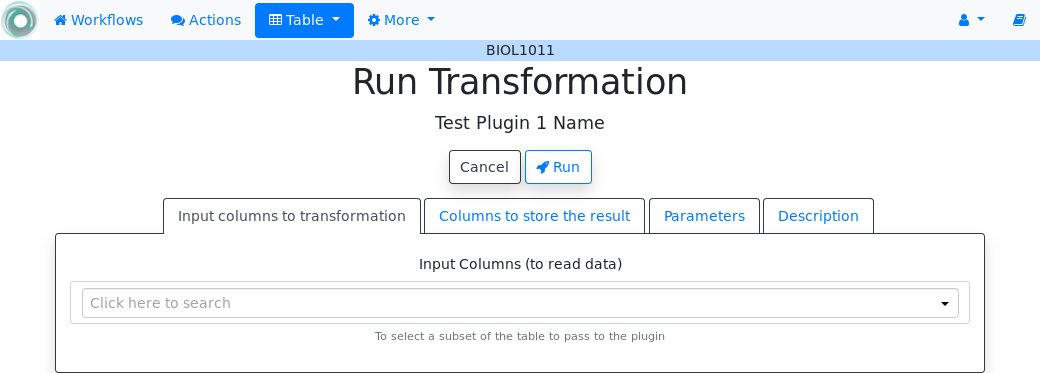 Workflows Actions Table More
BIOL1011
Run Transformation
Test Plugin 1 Name
Cancel Run
Input columns to transformation Columns to store the result Parameters Description
Input Columns (to read data)
Click here to search
To select a subset of the table to pass to the plugin